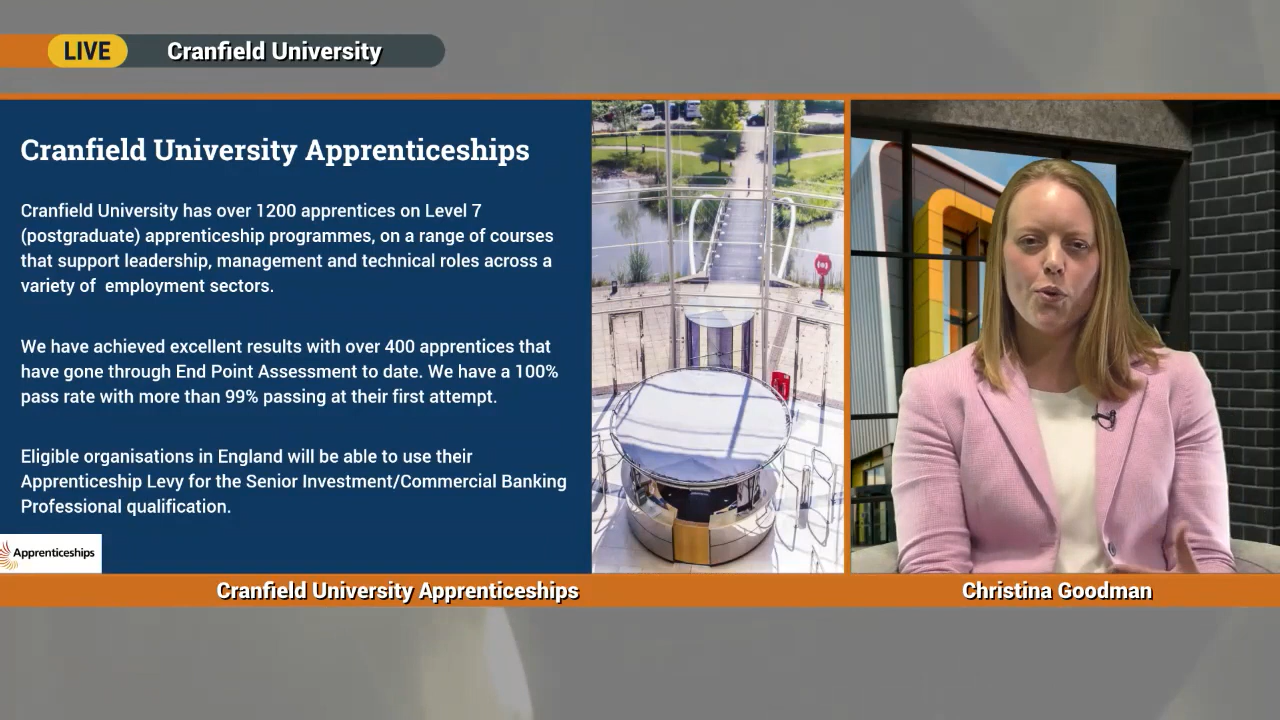 LIVE
Cranfield University
Cranfield University Apprenticeships
Cranfield University has over 1200 apprentices on Level 7
(postgraduate) apprenticeship programmes, on a range of courses
that support leadership, management and technical roles across a
variety of employment sectors.
We have achieved excellent results with over 400 apprentices that
have gone through End Point Assessment to date. We have a 100%
pass rate with more than 99% passing at their first attempt.
Eligible organisations in England will be able to use their
Apprenticeship Levy for the Senior Investment/Commercial Banking
Professional qualification.
Apprenticeships
Cranfield University Apprenticeships
Christina Goodman